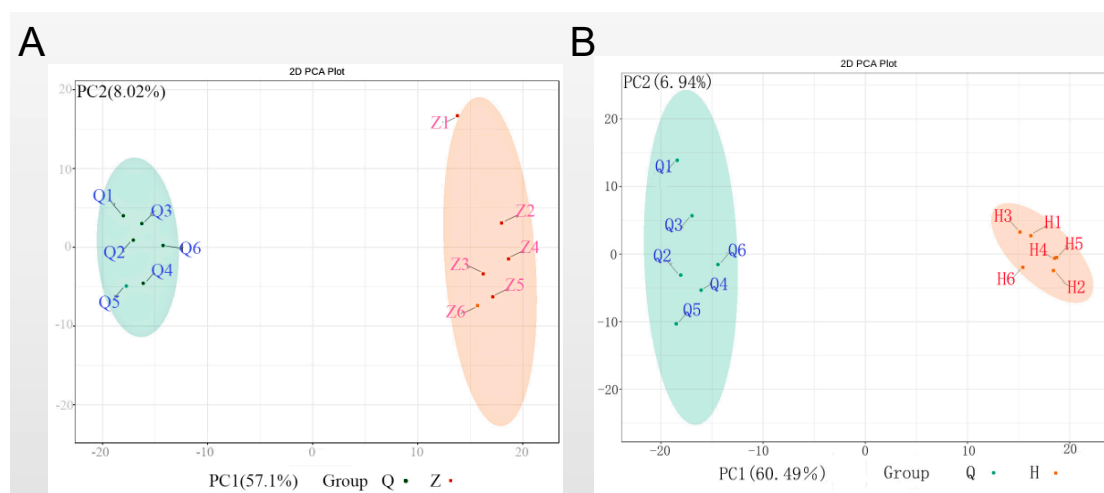 A
2D PCA Plot
PC2(8.02%)
20
10
0
-10
-20
Z1
Z2
Z4
Z3
Z5
Z6
Q1
Q3
Q2
Q6
Q4
Q5
-20
-10
0
10
20
PC1(57.1%) Group Q Z
B
2D PCA Plot
PC2(6.94%)
20
10
0
-10
-20
Q1
Q3
Q2
Q6
Q4
Q5
H3
H1
H4
H5
H6
H2
-20
-10
0
10
20
PC1(60.49%) Group Q H